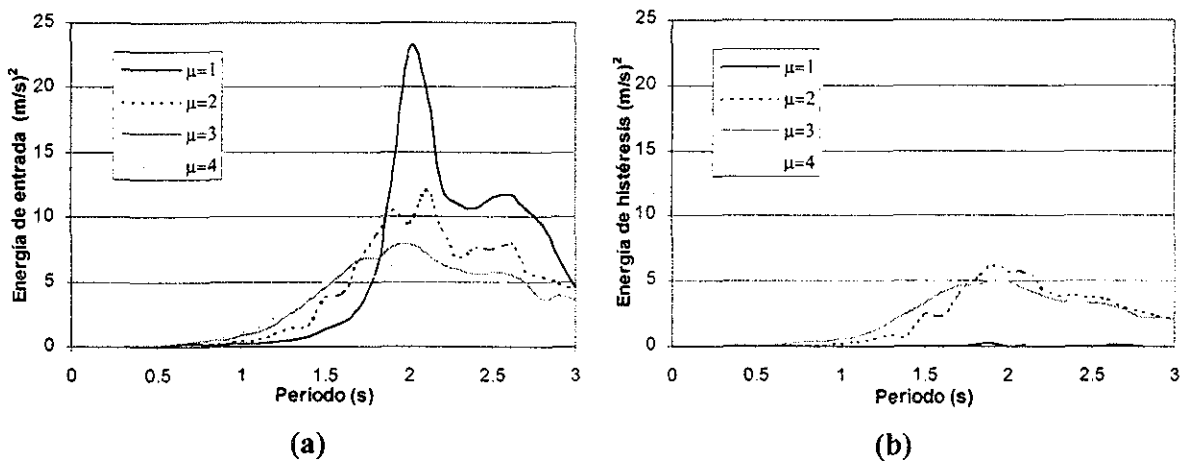 Energía de entrada (m/s)²
25
20
15
10
5
0
μ=1
μ=2
μ=3
μ=4
0
0.5
1
1.5
2
2.5
3
Periodo (s)
(a)
Energía de histéresis (m/s)²
25
20
15
10
5
0
μ=1
μ=2
μ=3
μ=4
0
0.5
1
1.5
2
2.5
3
Periodo (s)
(b)